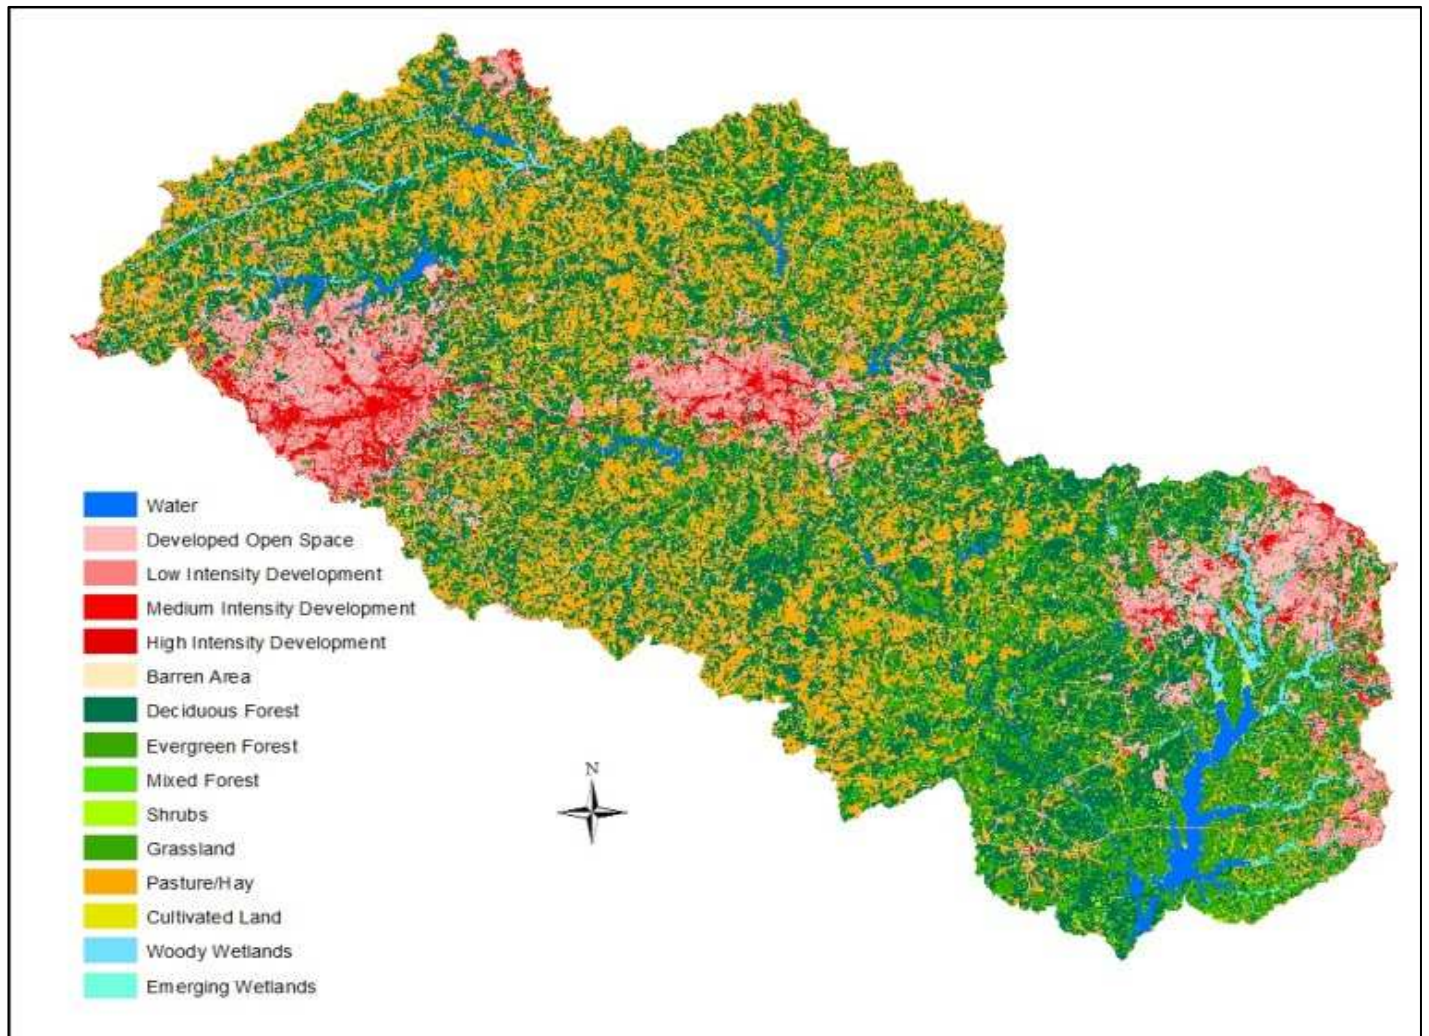 Water
Developed Open Space
Low Intensity Development
Medium Intensity Development
High Intensity Development
Barren Area
Deciduous Forest
Evergreen Forest
Mixed Forest
Shrubs
Grassland
Pasture/Hay
Cultivated Land
Woody Wetlands
Emerging Wetlands
N